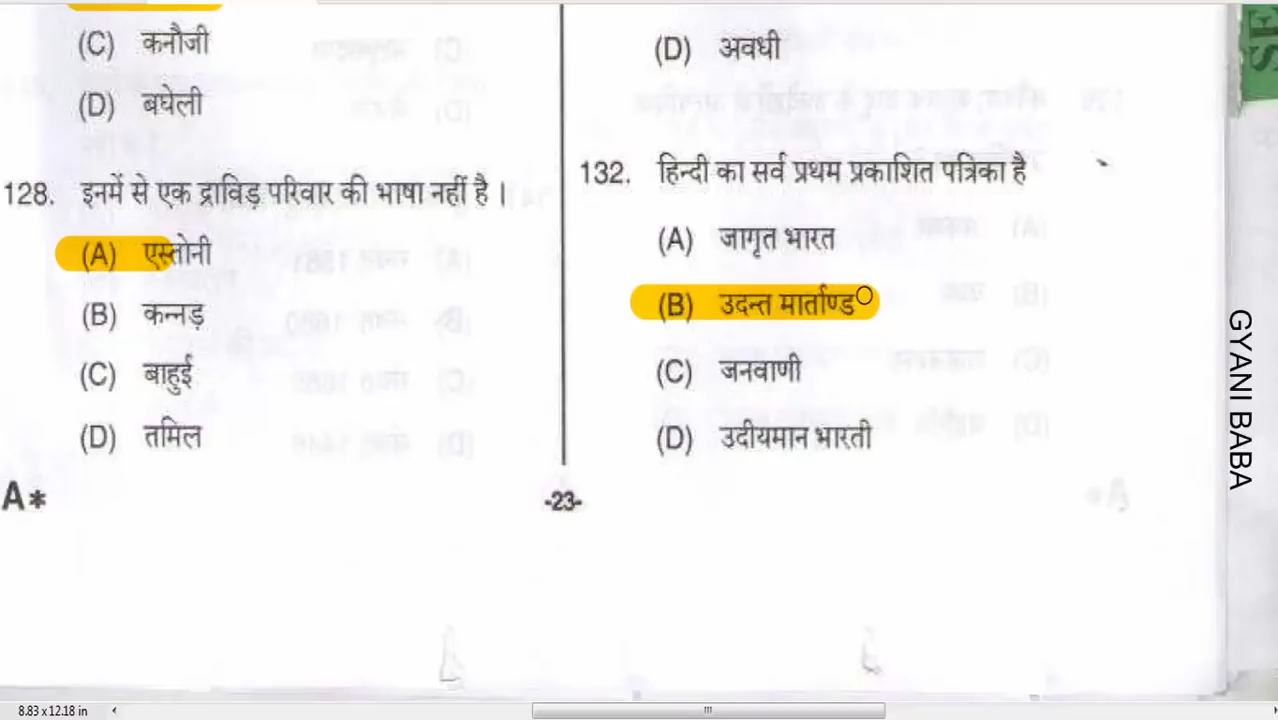 (C) कनौजी
(D) बघेली
128. इनमें से एक द्राविड़ परिवार की भाषा नहीं है ।
(A) एस्तोनी
(B) कन्नड़
(C) बाहुई
(D) तमिल
A*
-23-
(D) अवधी
132. हिन्दी का सर्व प्रथम प्रकाशित पत्रिका है
(A) जागृत भारत
(B) उदन्त मार्ताण्ड
(C) जनवाणी
(D) उदीयमान भारती
SE
GYANI BABA
8.83 x 12.18 in